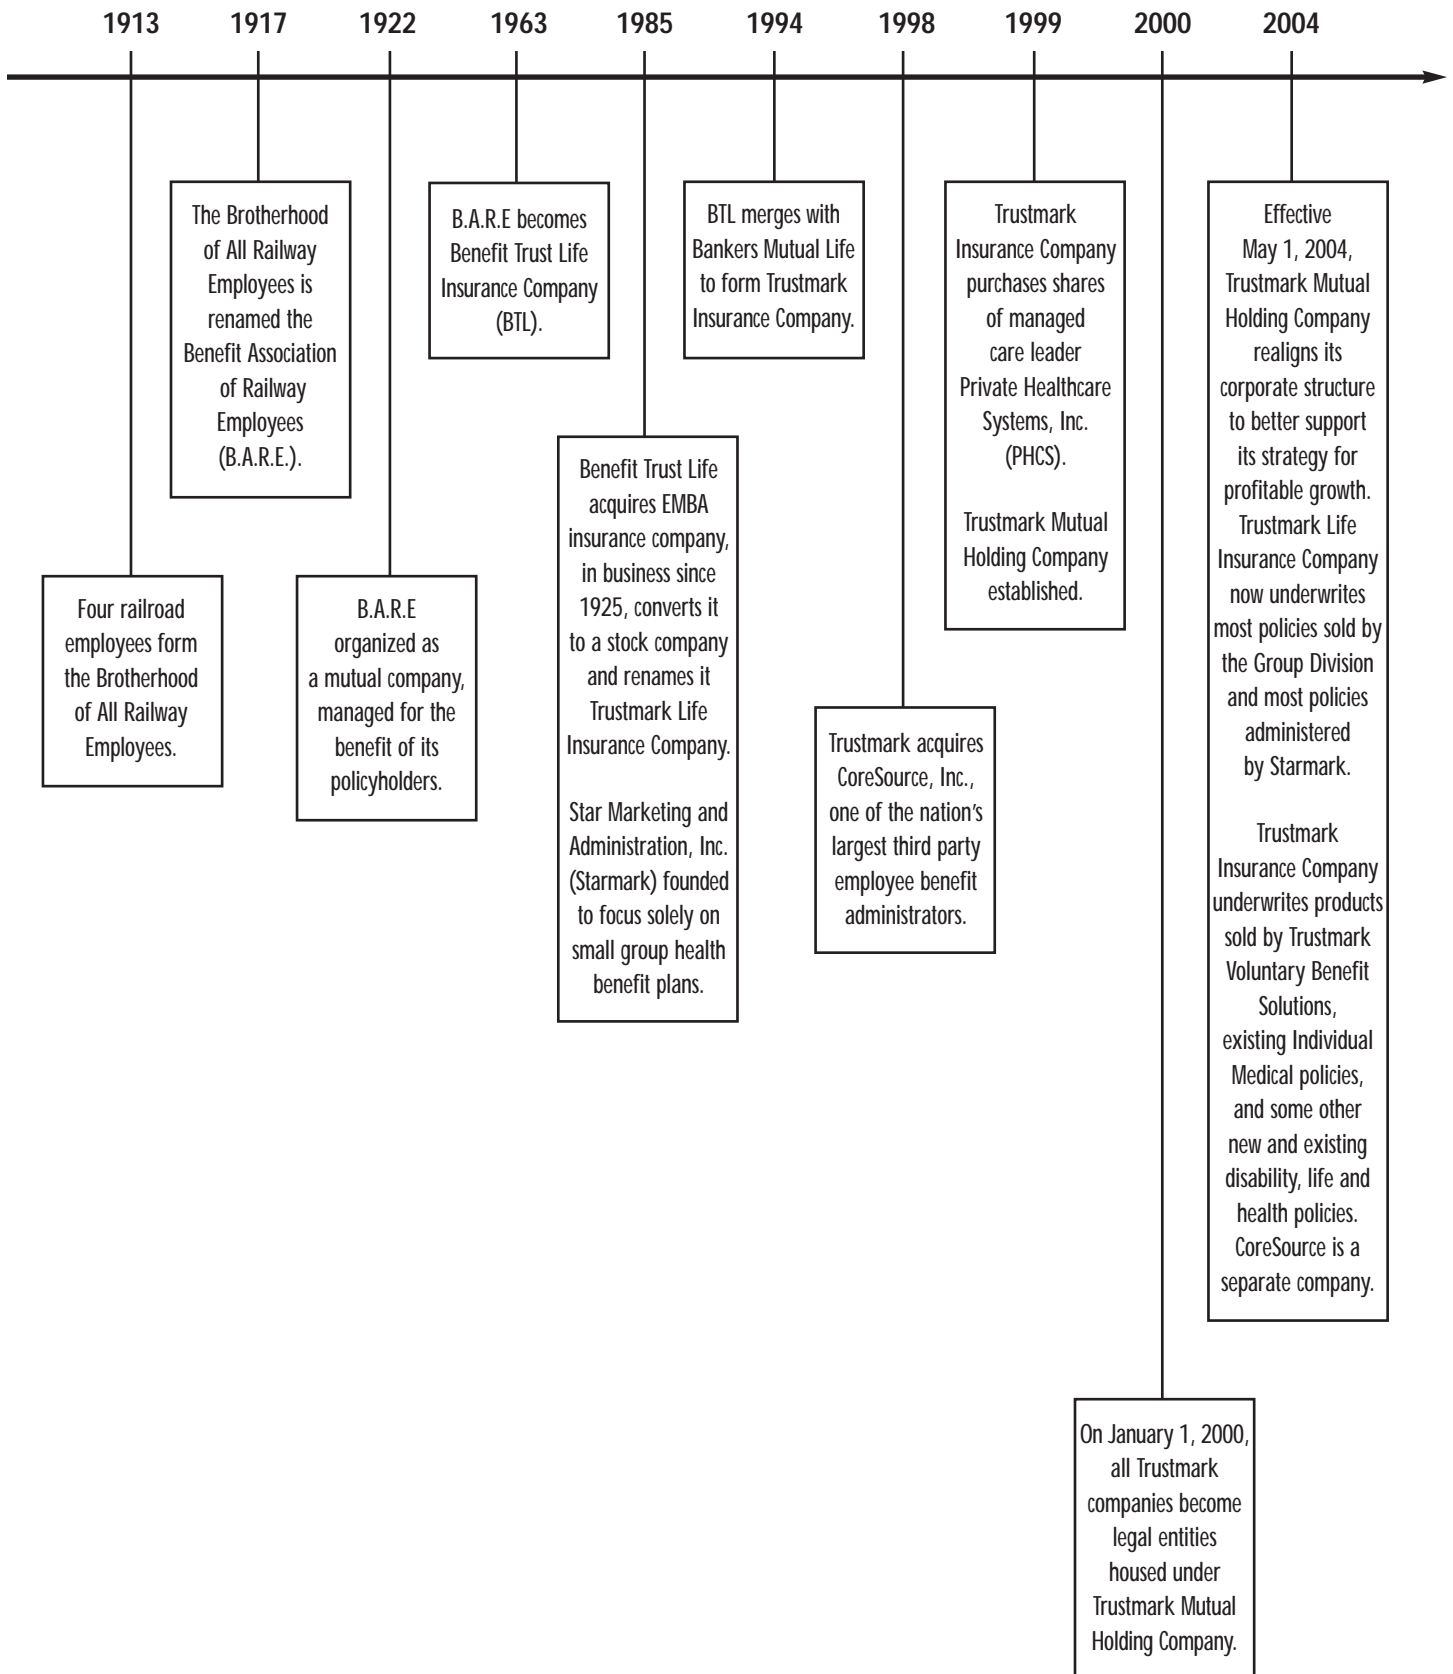 1913 1917 1922 1963 1985 1994 1998 1999 2000 2004
Four railroad
employees form
the Brotherhood
of All Railway
Employees.
The Brotherhood
of All Railway
Employees is
renamed the
Benefit Association
of Railway
Employees
(B.A.R.E.).
B.A.R.E
organized as
a mutual company,
managed for the
benefit of its
policyholders.
B.A.R.E becomes
Benefit Trust Life
Insurance Company
(BTL).
Benefit Trust Life
acquires EMBA
insurance company,
in business since
1925, converts it
to a stock company
and renames it
Trustmark Life
Insurance Company.
Star Marketing and
Administration, Inc.
(Starmark) founded
to focus solely on
small group health
benefit plans.
BTL merges with
Bankers Mutual Life
to form Trustmark
Insurance Company.
Trustmark acquires
CoreSource, Inc.,
one of the nation's
largest third party
employee benefit
administrators.
Trustmark
Insurance Company
purchases shares
of managed
care leader
Private Healthcare
Systems, Inc.
(PHCS).
Trustmark Mutual
Holding Company
established.
On January 1, 2000,
all Trustmark
companies become
legal entities
housed under
Trustmark Mutual
Holding Company.
Effective
May 1, 2004,
Trustmark Mutual
Holding Company
realigns its
corporate structure
to better support
its strategy for
profitable growth.
Trustmark Life
Insurance Company
now underwrites
most policies sold by
the Group Division
and most policies
administered
by Starmark.
Trustmark
Insurance Company
underwrites products
sold by Trustmark
Voluntary Benefit
Solutions,
existing Individual
Medical policies,
and some other
new and existing
disability, life and
health policies.
CoreSource is a
separate company.